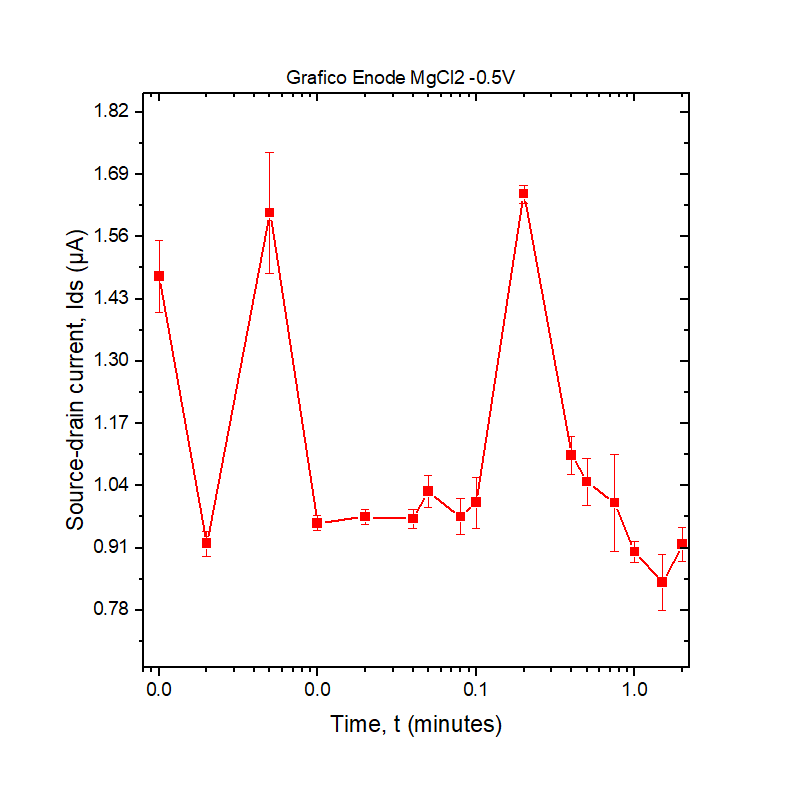 Grafico Enode MgCl2 -0.5V
1.82
1.69
1.56
1.43
1.30
1.17
1.04
0.91
0.78
Source-drain current, Ids (μA)
0.0 0.0 0.1 1.0
Time, t (minutes)